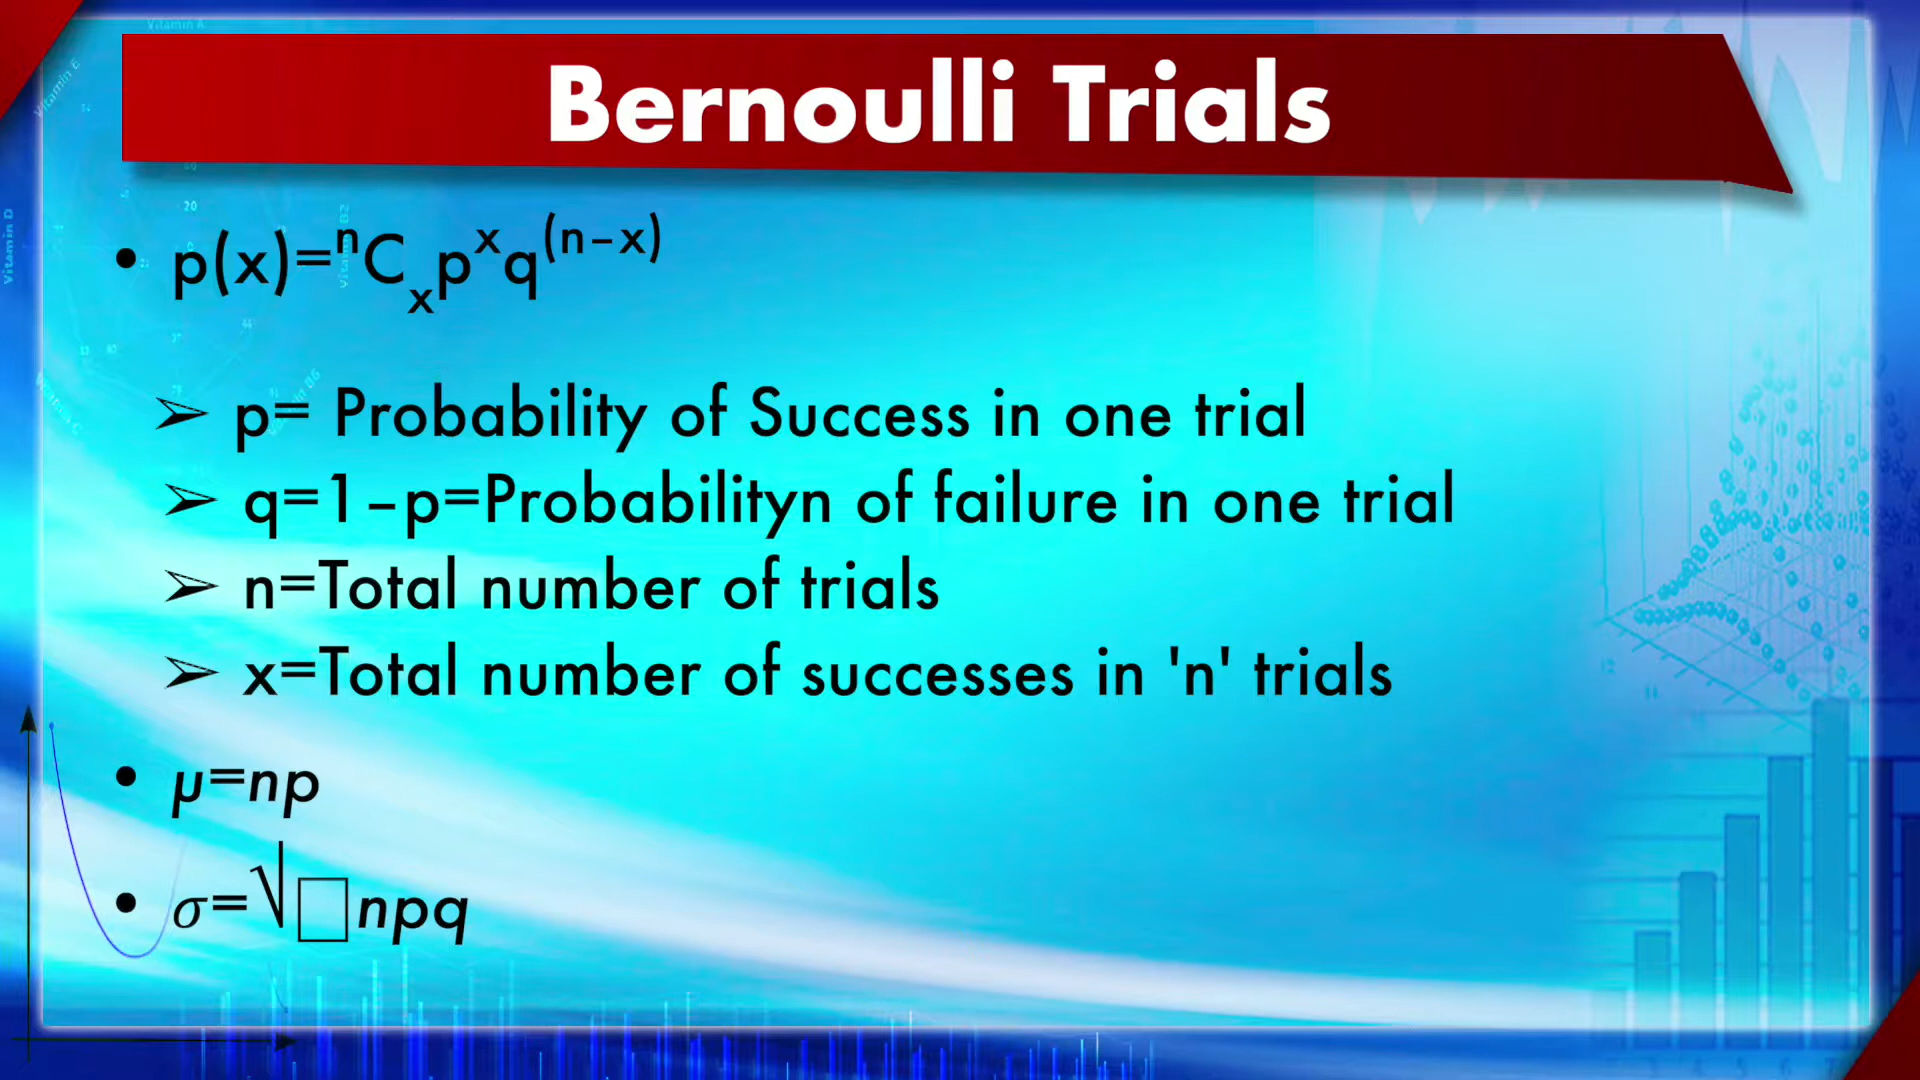 Bernoulli Trials
• p(x)=ⁿCₓpˣq⁽ⁿ⁻ˣ⁾
➢ p= Probability of Success in one trial
➢ q=1–p=Probabilityn of failure in one trial
➢ n=Total number of trials
➢ x=Total number of successes in 'n' trials
• μ=np
• σ=√□npq